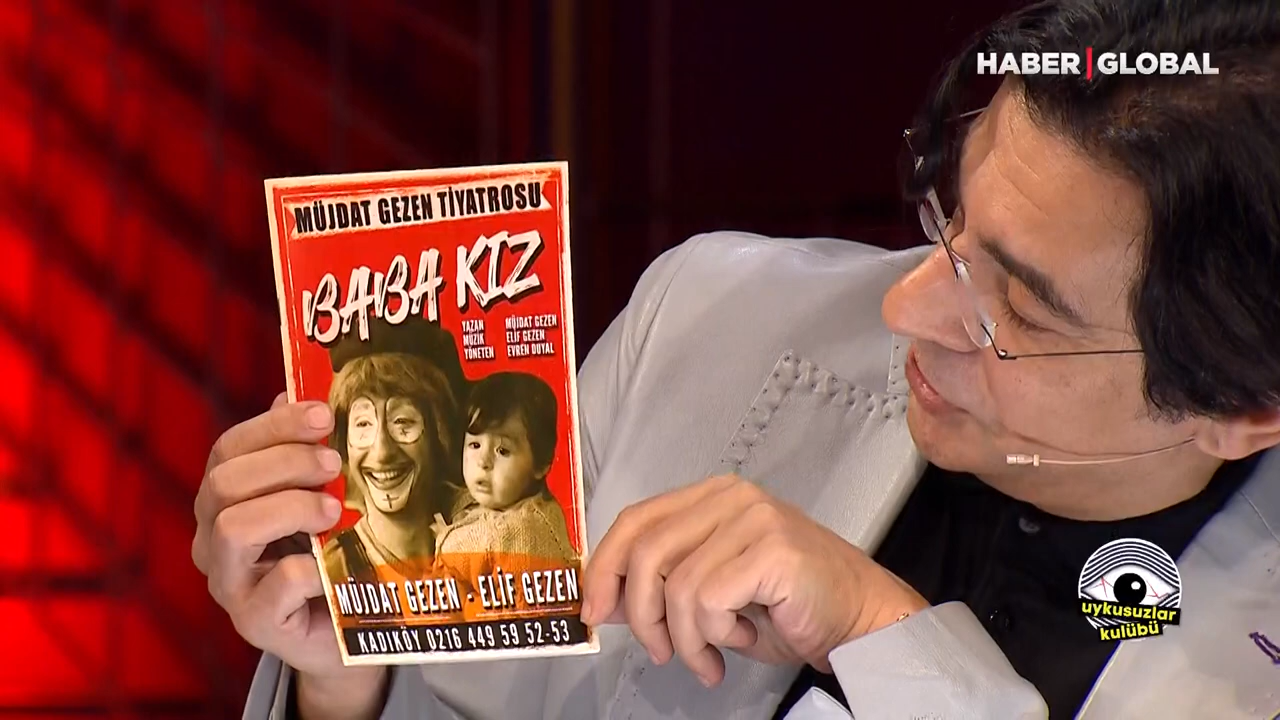 HABER|GLOBAL
MÜJDAT GEZEN TİYATROSU
BABA KIZ
YAZAN MÜJDAT GEZEN
MÜZİK ELİF GEZEN
YÖNETEN EVREN DUYAL
MÜJDAT GEZEN - ELİF GEZEN
KADIKÖY 0216 449 59 52-53
uykusuzlar
kulübü